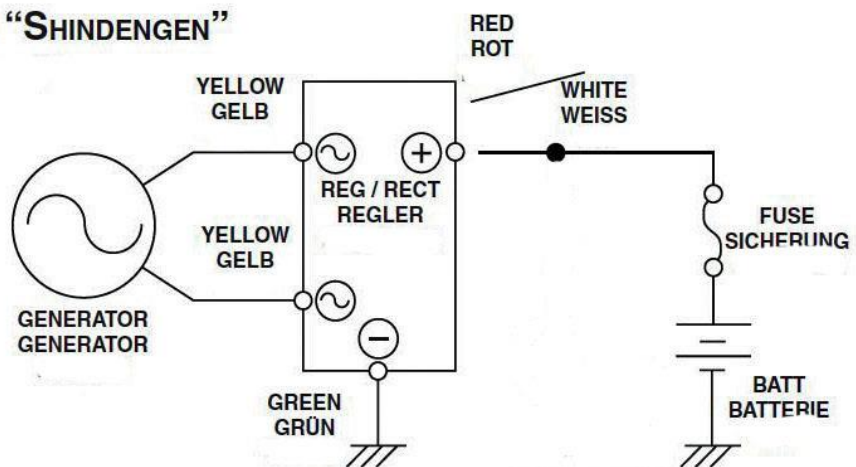 “SHINDENGEN”
RED
ROT
YELLOW
GELB
WHITE
WEISS
REG / RECT
REGLER
YELLOW
GELB
FUSE
SICHERUNG
GENERATOR
GENERATOR
GREEN
GRÜN
BATT
BATTERIE